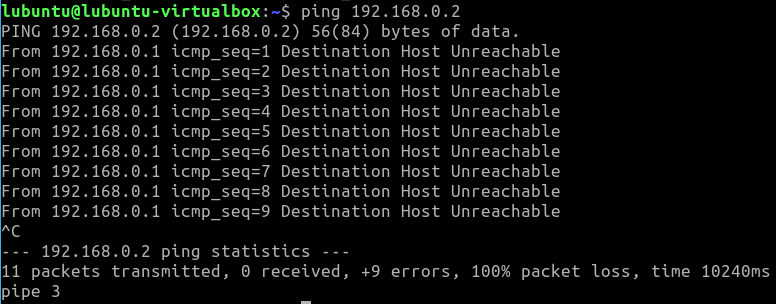 lubuntu@lubuntu-virtualbox:~$ ping 192.168.0.2
PING 192.168.0.2 (192.168.0.2) 56(84) bytes of data.
From 192.168.0.1 icmp_seq=1 Destination Host Unreachable
From 192.168.0.1 icmp_seq=2 Destination Host Unreachable
From 192.168.0.1 icmp_seq=3 Destination Host Unreachable
From 192.168.0.1 icmp_seq=4 Destination Host Unreachable
From 192.168.0.1 icmp_seq=5 Destination Host Unreachable
From 192.168.0.1 icmp_seq=6 Destination Host Unreachable
From 192.168.0.1 icmp_seq=7 Destination Host Unreachable
From 192.168.0.1 icmp_seq=8 Destination Host Unreachable
From 192.168.0.1 icmp_seq=9 Destination Host Unreachable
^C
--- 192.168.0.2 ping statistics ---
11 packets transmitted, 0 received, +9 errors, 100% packet loss, time 10240ms
pipe 3